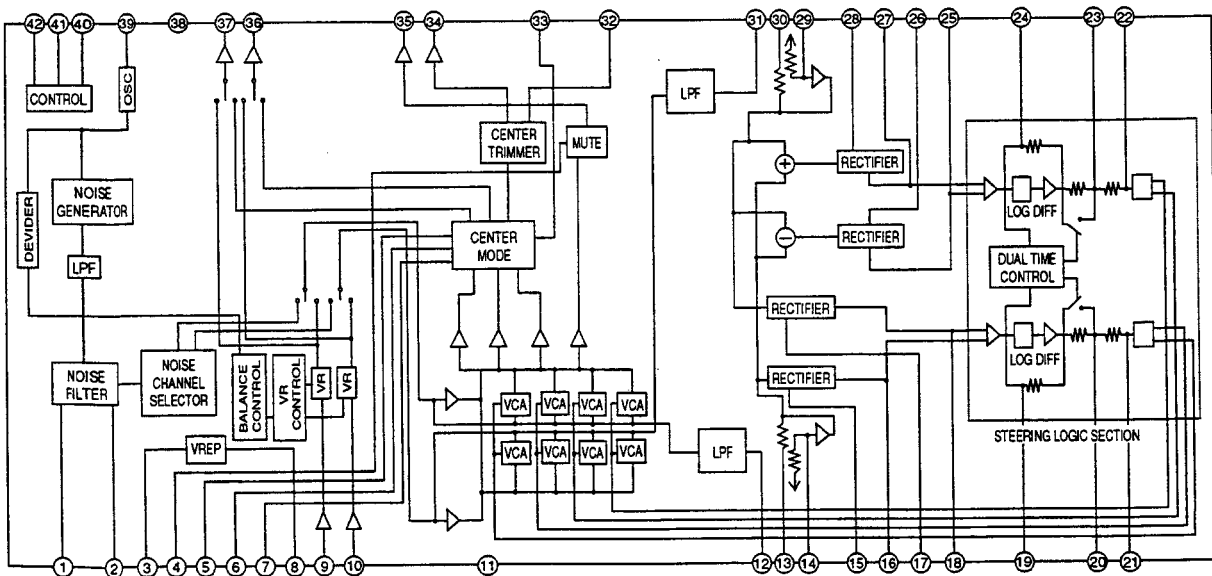 42 41 40 39 38 37 36 35 34 33 32 31 30 29 28 27 26 25 24 23 22
CONTROL
OSC
LPF
CENTER
TRIMMER
MUTE
RECTIFIER
DEVIDER
NOISE
GENERATOR
LOG DIFF
CENTER
MODE
RECTIFIER
LPF
DUAL TIME
CONTROL
RECTIFIER
NOISE
FILTER
NOISE
CHANNEL
SELECTOR
BALANCE
CONTROL
VR
CONTROL
VR VR
LOG DIFF
RECTIFIER
VCA VCA VCA VCA
STEERING LOGIC SECTION
VREP
VCA VCA VCA VCA
LPF
1 2 3 4 5 6 7 8 9 10 11 12 13 14 15 16 17 18 19 20 21